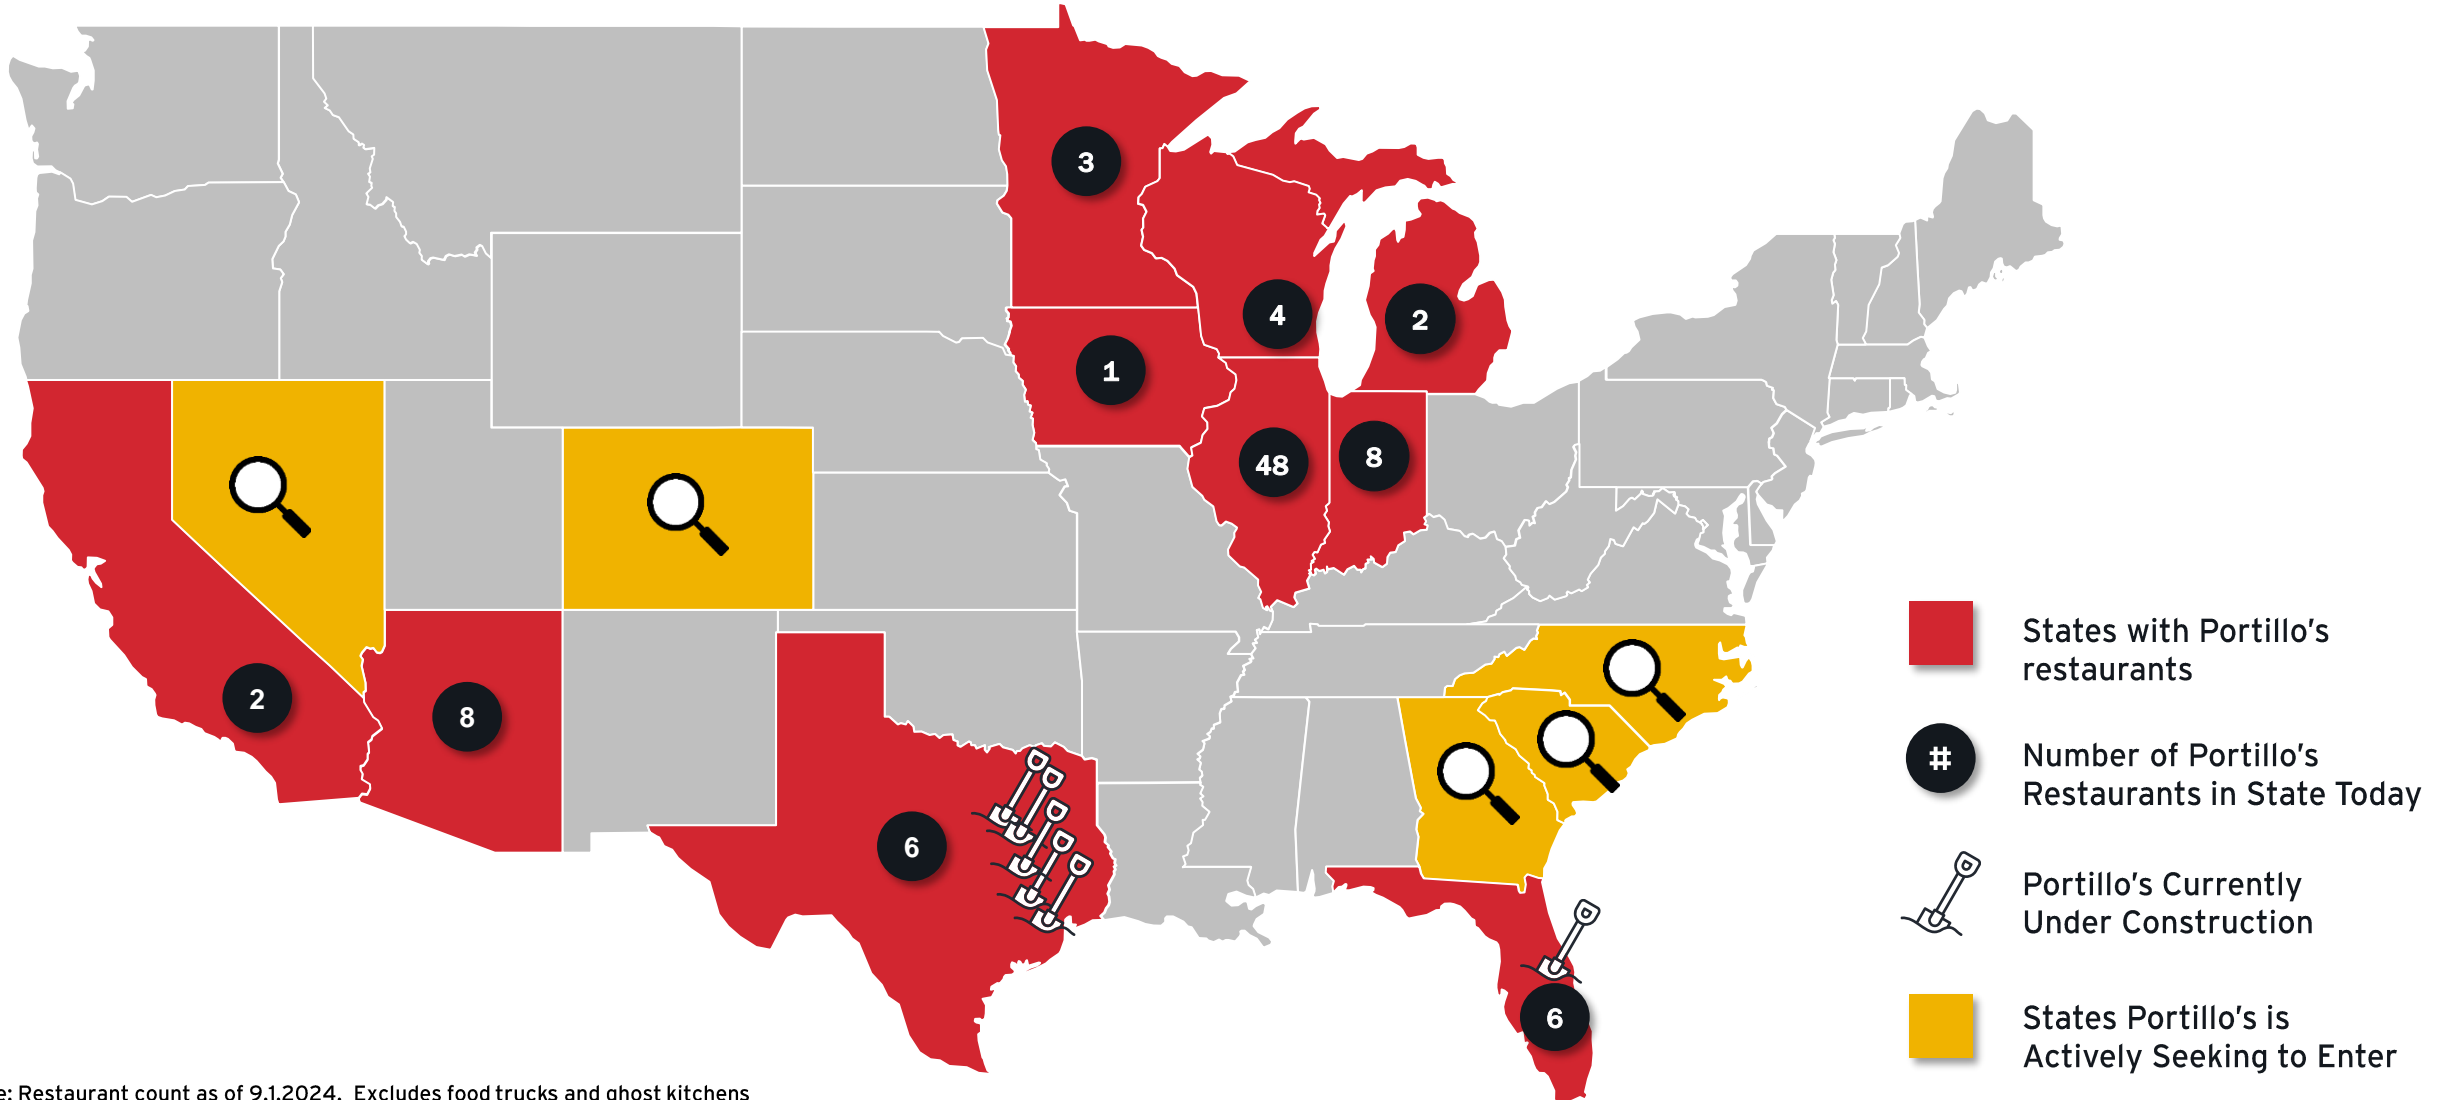 3
4
2
1
48
8
2
8
6
6
States with Portillo's
restaurants
#
Number of Portillo's
Restaurants in State Today
Portillo's Currently
Under Construction
States Portillo's is
Actively Seeking to Enter
e: Restaurant count as of 9.1.2024. Excludes food trucks and ghost kitchens